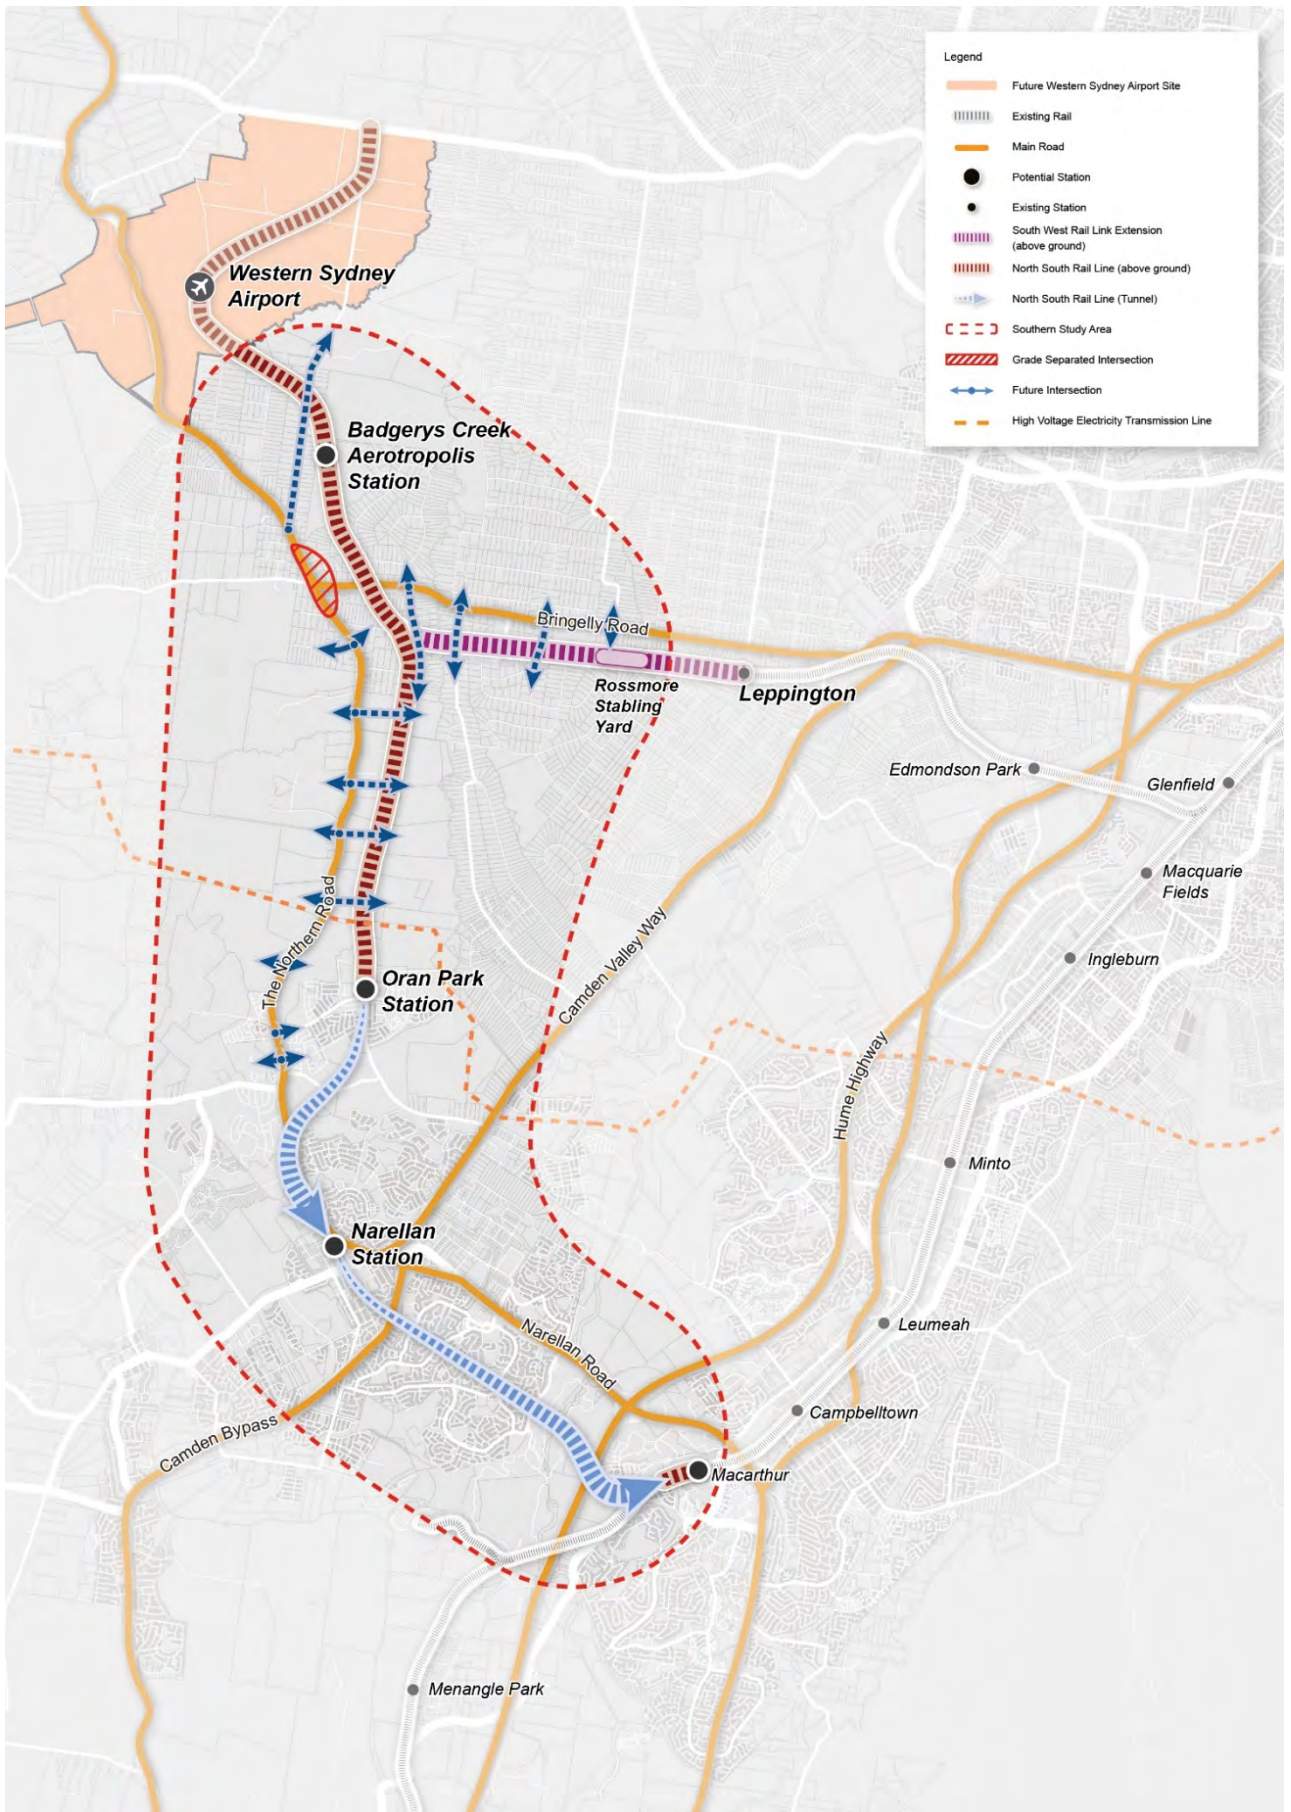 Legend
Future Western Sydney Airport Site
Existing Rail
Main Road
Potential Station
Existing Station
South West Rail Link Extension
(above ground)
North South Rail Line (above ground)
North South Rail Line (Tunnel)
Southern Study Area
Grade Separated Intersection
Future Intersection
High Voltage Electricity Transmission Line
Western Sydney
Airport
Badgerys Creek
Aerotropolis
Station
Bringelly Road
Rossmore
Stabling
Yard
Leppington
Edmondson Park
Glenfield
Macquarie
Fields
Ingleburn
The Northern Road
Oran Park
Station
Camden Valley Way
Hume Highway
Minto
Narellan
Station
Leumeah
Narellan Road
Campbelltown
Camden Bypass
Macarthur
Menangle Park